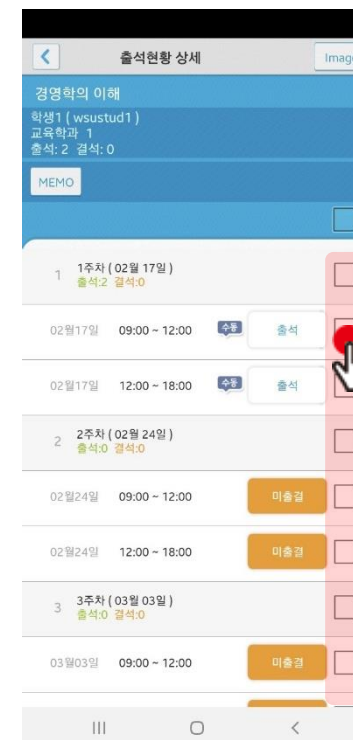 출석현황 상세
Image
경영학의 이해
학생1 ( wsustud1 )
교육학과 1
출석: 2 결석: 0
MEMO
1 1주차 ( 02월 17일 )
출석:2 결석:0
02월17일 09:00 ~ 12:00 수동 출석
02월17일 12:00 ~ 18:00 수동 출석
2 2주차 ( 02월 24일 )
출석:0 결석:0
02월24일 09:00 ~ 12:00 미출결
02월24일 12:00 ~ 18:00 미출결
3 3주차 ( 03월 03일 )
출석:0 결석:0
03월03일 09:00 ~ 12:00 미출결